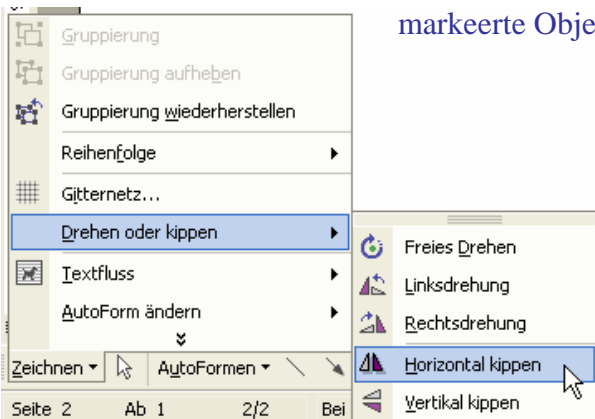 markeerte Obje
Gruppierung
Gruppierung aufheben
Gruppierung wiederherstellen
Reihenfolge
Gitternetz...
Drehen oder kippen
Textfluss
AutoForm ändern
Freies Drehen
Linksdrehung
Rechtsdrehung
Horizontal kippen
Vertikal kippen
Zeichnen AutoFormen
Seite 2 Ab 1 2/2 Bei